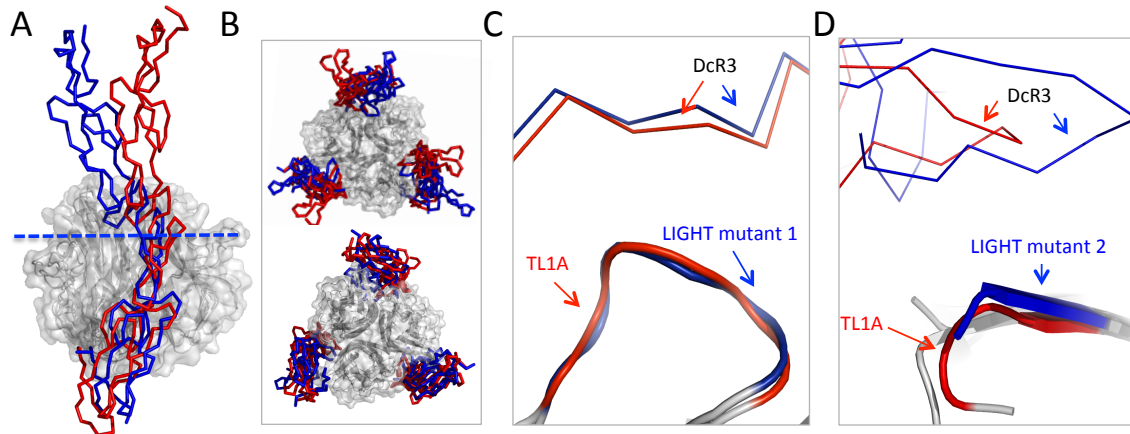 A
B
C
D
DcR3
TL1A
LIGHT mutant 1
DcR3
LIGHT mutant 2
TL1A